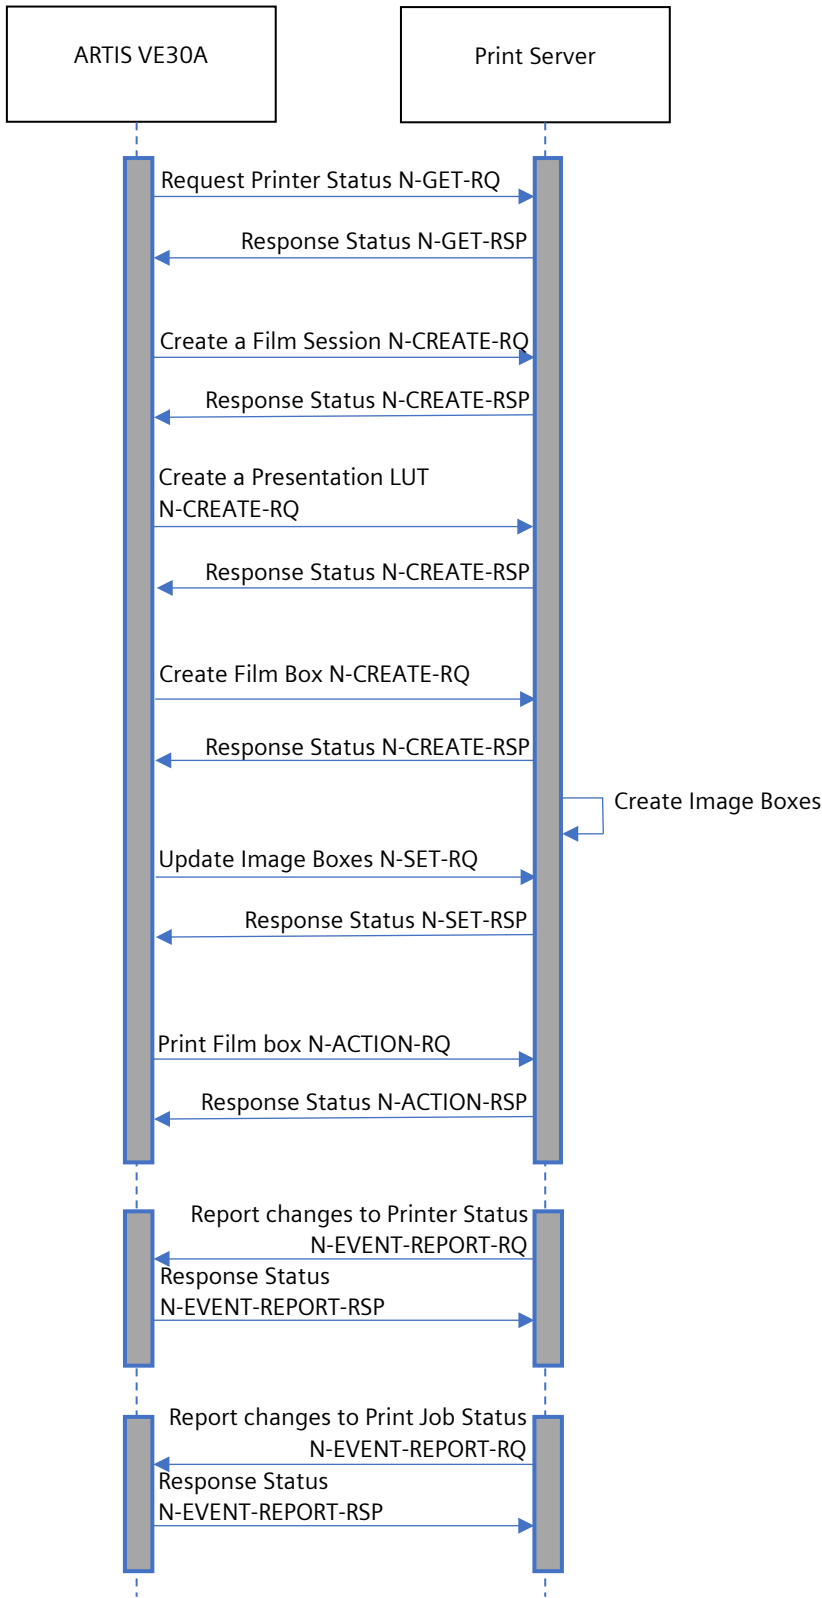 ARTIS VE30A
Print Server
Request Printer Status N-GET-RQ
Response Status N-GET-RSP
Create a Film Session N-CREATE-RQ
Response Status N-CREATE-RSP
Create a Presentation LUT
N-CREATE-RQ
Response Status N-CREATE-RSP
Create Film Box N-CREATE-RQ
Response Status N-CREATE-RSP
Create Image Boxes
Update Image Boxes N-SET-RQ
Response Status N-SET-RSP
Print Film box N-ACTION-RQ
Response Status N-ACTION-RSP
Report changes to Printer Status
N-EVENT-REPORT-RQ
Response Status
N-EVENT-REPORT-RSP
Report changes to Print Job Status
N-EVENT-REPORT-RQ
Response Status
N-EVENT-REPORT-RSP